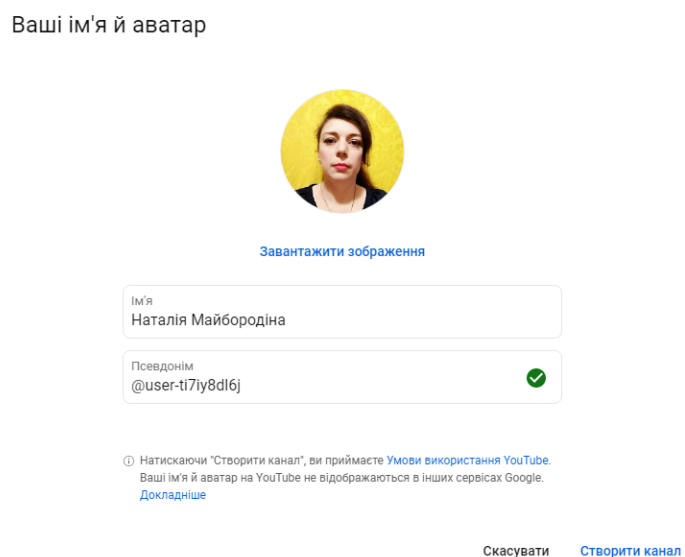 Ваші ім'я й аватар
Завантажити зображення
Ім'я
Наталія Майбородіна
Псевдонім
@user-ti7iy8dl6j
Натискаючи "Створити канал", ви приймаєте Умови використання YouTube.
Ваші ім'я й аватар на YouTube не відображаються в інших сервісах Google.
Докладніше
Скасувати Створити канал